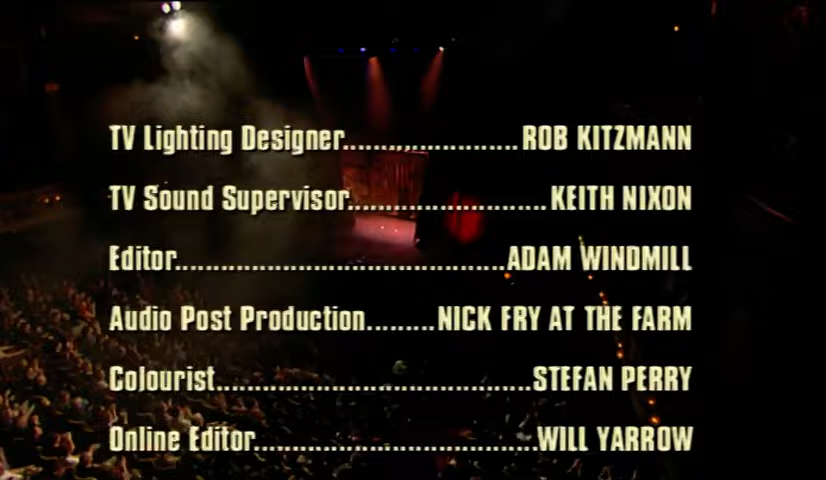 TV Lighting Designer.......................ROB KITZMANN
TV Sound Supervisor..........................KEITH NIXON
Editor...........................................ADAM WINDMILL
Audio Post Production.........NICK FRY AT THE FARM
Colourist.........................................STEFAN PERRY
Online Editor.....................................WILL YARROW